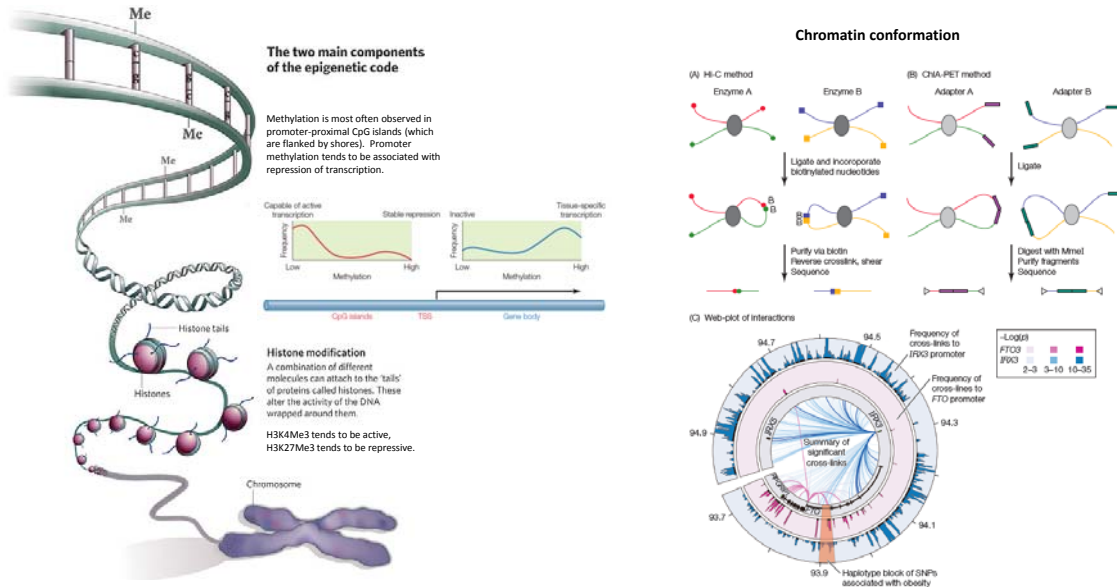 Me
Me
Me
Me
The two main components
of the epigenetic code
Methylation is most often observed in
promoter-proximal CpG islands (which
are flanked by shores). Promoter
methylation tends to be associated with
repression of transcription.
Capable of active
transcription
Stable repression
Frequency
Low
High
Methylation
Inactive
Tissue-specific
transcription
Frequency
Low
High
Methylation
CpG islands
TSS
Gene body
Histone tails
Histones
Histone modification
A combination of different
molecules can attach to the 'tails'
of proteins called histones. These
alter the activity of the DNA
wrapped around them.
H3K4Me3 tends to be active,
H3K27Me3 tends to be repressive.
Chromosome
Chromatin conformation
(A) Hi-C method
Enzyme A
Enzyme B
Ligate and incoroporate
biotinylated nucleotides
B
B
B
B
Purify via biotin
Reverse crosslink, shear
Sequence
(B) ChIA-PET method
Adapter A
Adapter B
Ligate
Digest with MmeI
Purify fragments
Sequence
(C) Web-plot of interactions
94.7
94.5
94.9
94.3
93.7
94.1
93.9
Frequency of
cross-links to
IRX3 promoter
Frequency of
cross-lines to
FTO promoter
–Log(p)
FTO3
IRX3
2–3
3–10
10–35
IRX5
IRX3
Summary of
significant
cross-links
FTO
Haplotype block of SNPs
associated with obesity